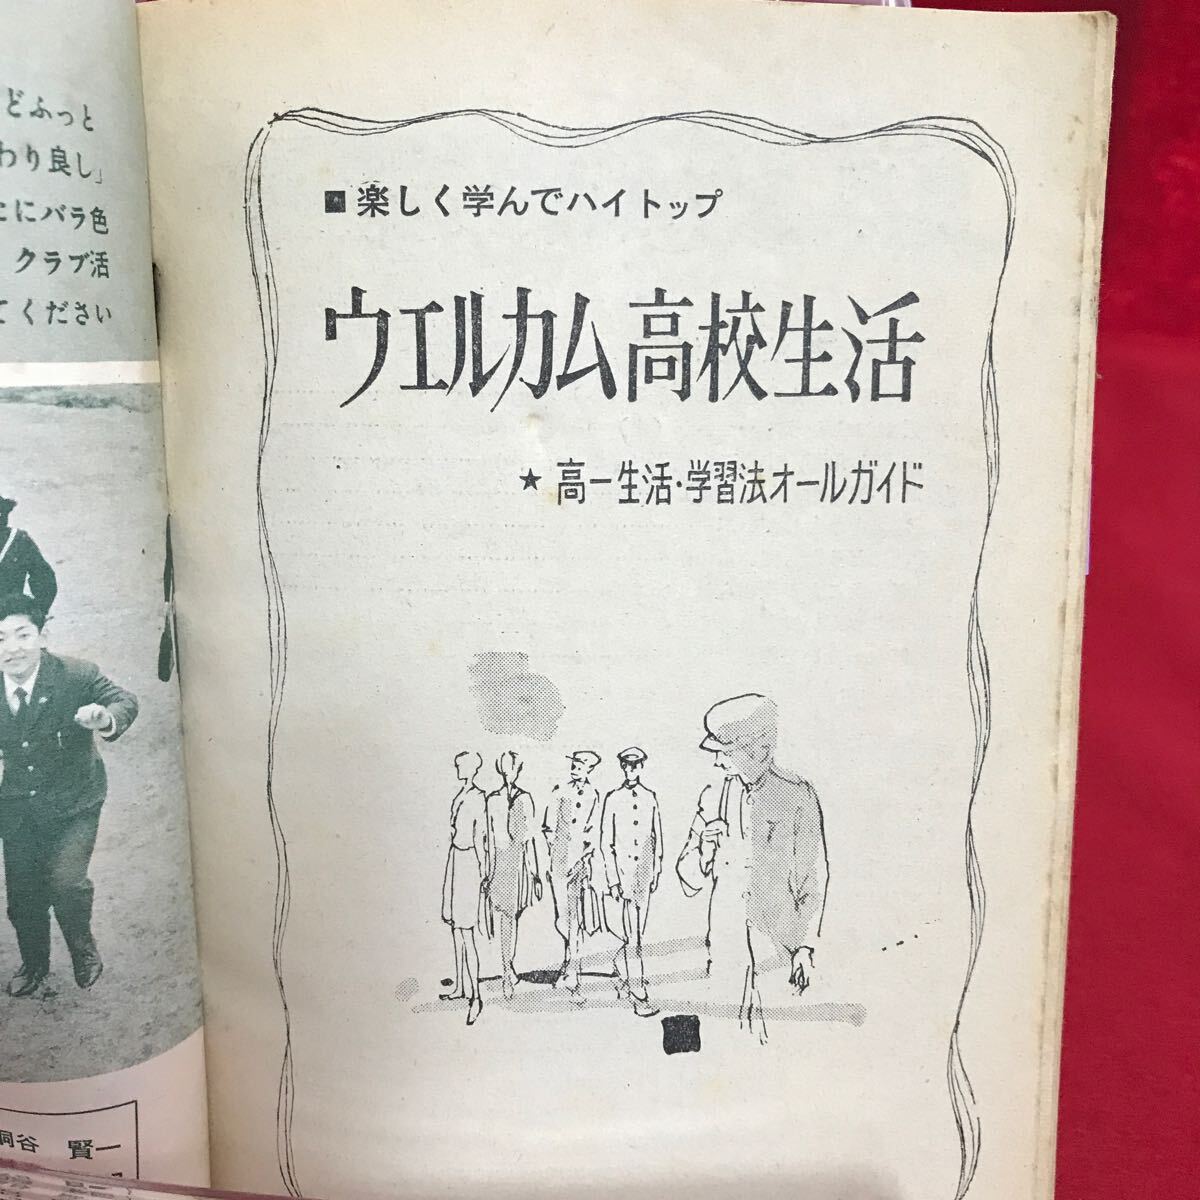 どふっと
わり良し」
にバラ色
クラブ活
てください
賢一
■楽しく学んでハイトップ
ウエルカム高校生活
★高一生活・学習法オールガイド